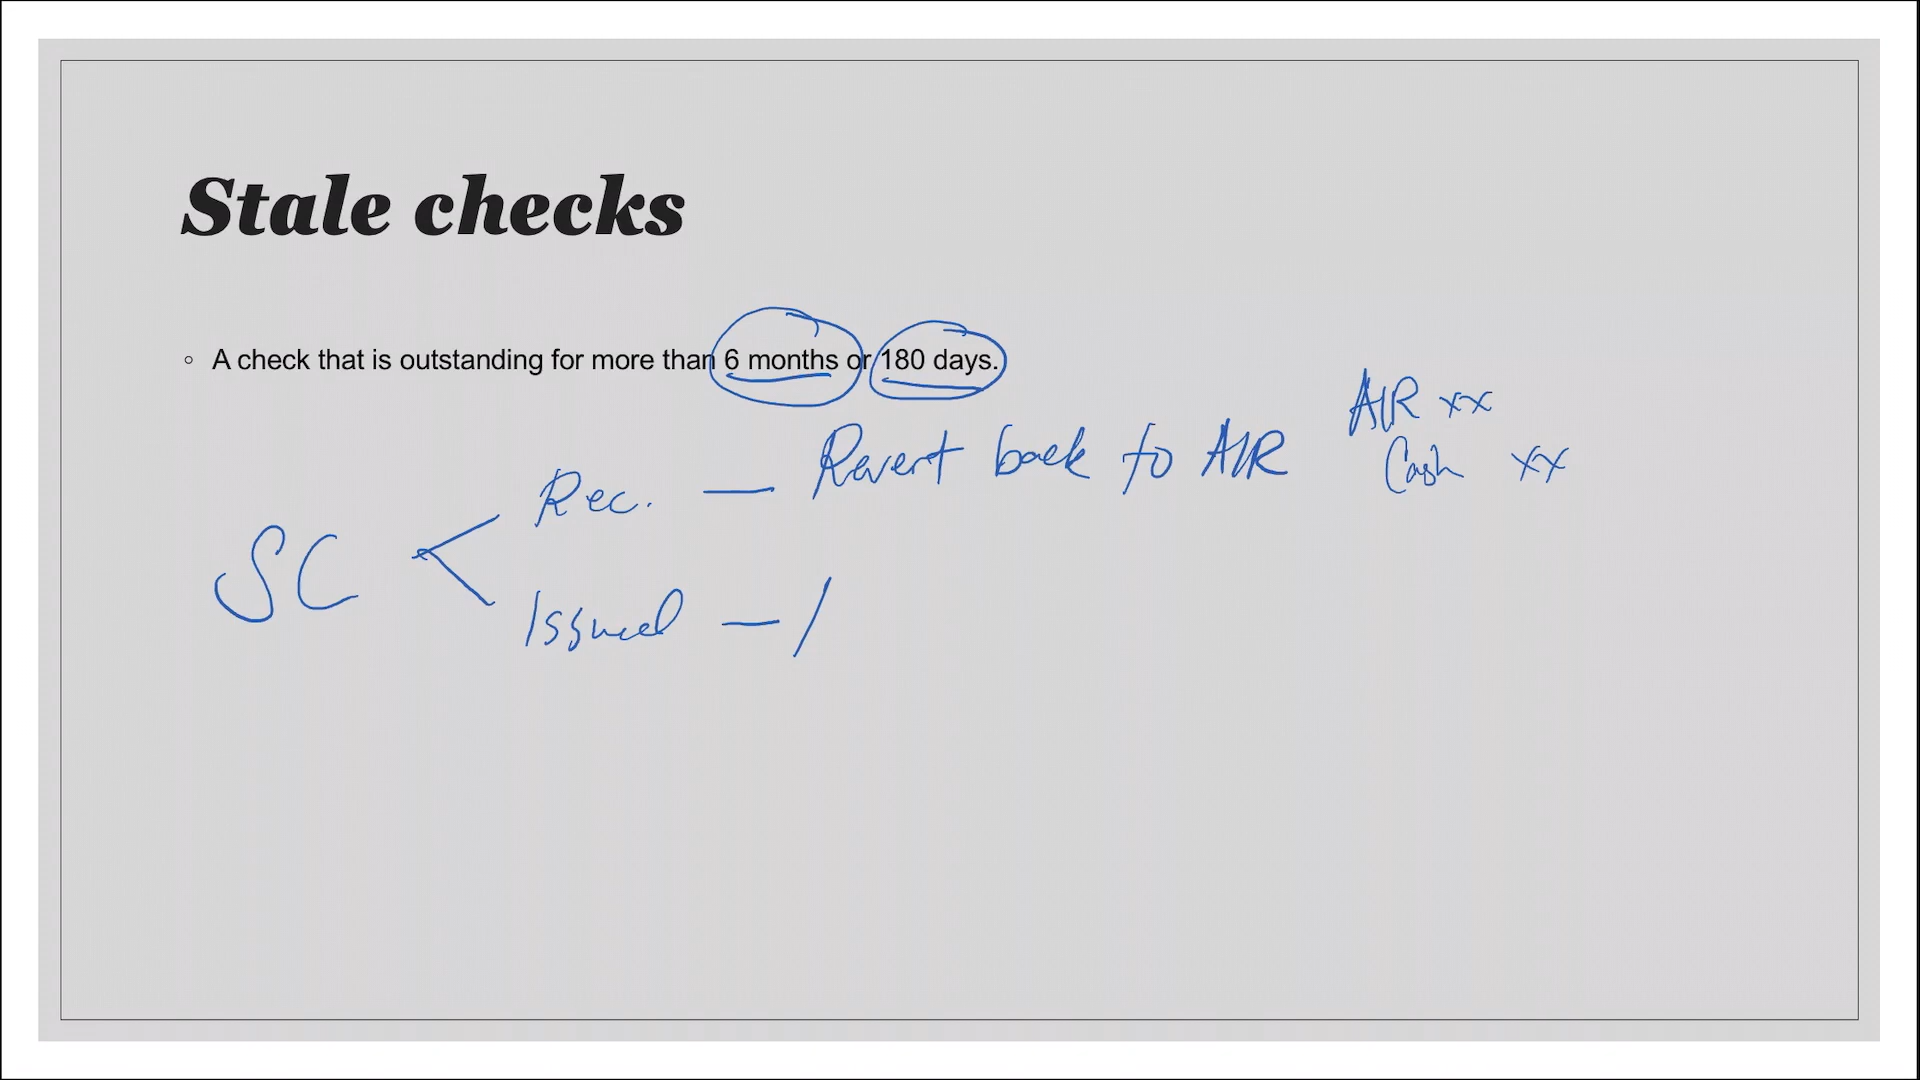 Stale checks
A check that is outstanding for more than 6 months or 180 days.
A/R xx
Cash xx
Rec. — Revert back to A/R
SC
Issued —